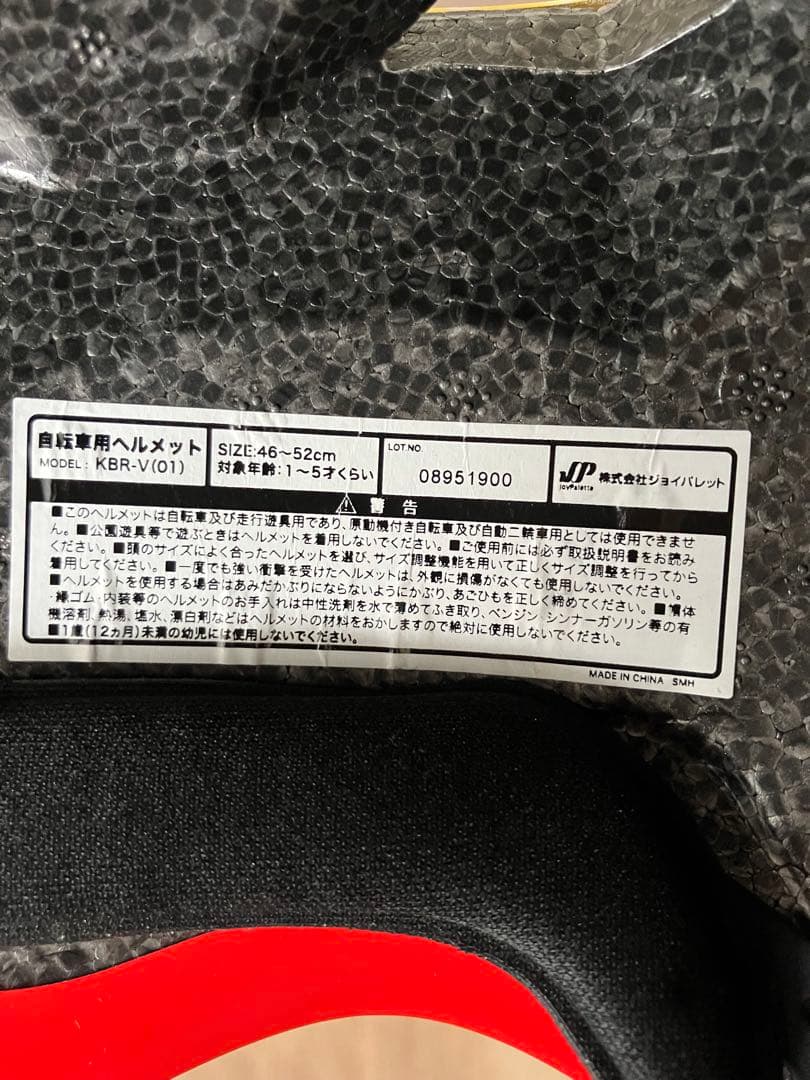 自転車用ヘルメット
MODEL: KBR-V(01)
SIZE:46～52cm
対象年齢:1～5才くらい
LOT.NO.
08951900
JP
joyPalette
株式会社ジョイパレット
警告
■このヘルメットは自転車及び走行遊具用であり、原動機付き自転車及び自動二輪車用としては使用できませ
ん。■公園遊具等で遊ぶときはヘルメットを着用しないでください。■ご使用前には必ず取扱説明書をお読み
ください。■頭のサイズによく合ったヘルメットを選び、サイズ調整機能を用いて正しくサイズ調整を行ってから
着用してください。■一度でも強い衝撃を受けたヘルメットは、外観に損傷がなくても使用しないでください。
■ヘルメットを使用する場合はあみだかぶりにならないようにかぶり、あごひもを正しく締めてください。■帽体
・縁ゴム・内装等のヘルメットのお手入れは中性洗剤を水で薄めてふき取り、ベンジン シンナーガソリン等の有
機溶剤、熱湯、塩水、漂白剤などはヘルメットの材料をおかしますので絶対に使用しないでください。
■1歳(12ヵ月)未満の幼児には使用しないでください。
MADE IN CHINA SMH